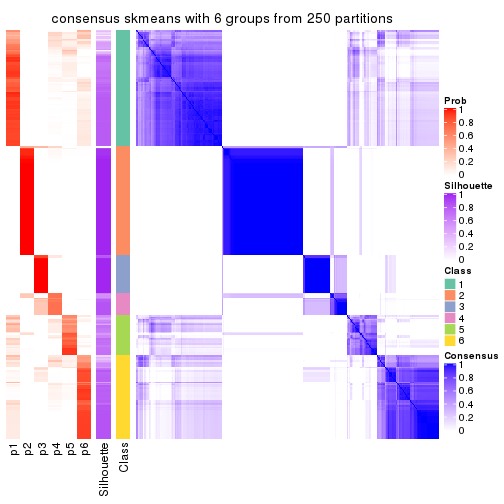 consensus skmeans with 6 groups from 250 partitions
Prob
1
0.8
0.6
0.4
0.2
0
Silhouette
1
0.8
0.6
0.4
0.2
0
Class
1
2
3
4
5
6
Consensus
1
0.8
0.6
0.4
0.2
0
p1
p2
p3
p4
p5
p6
Silhouette
Class